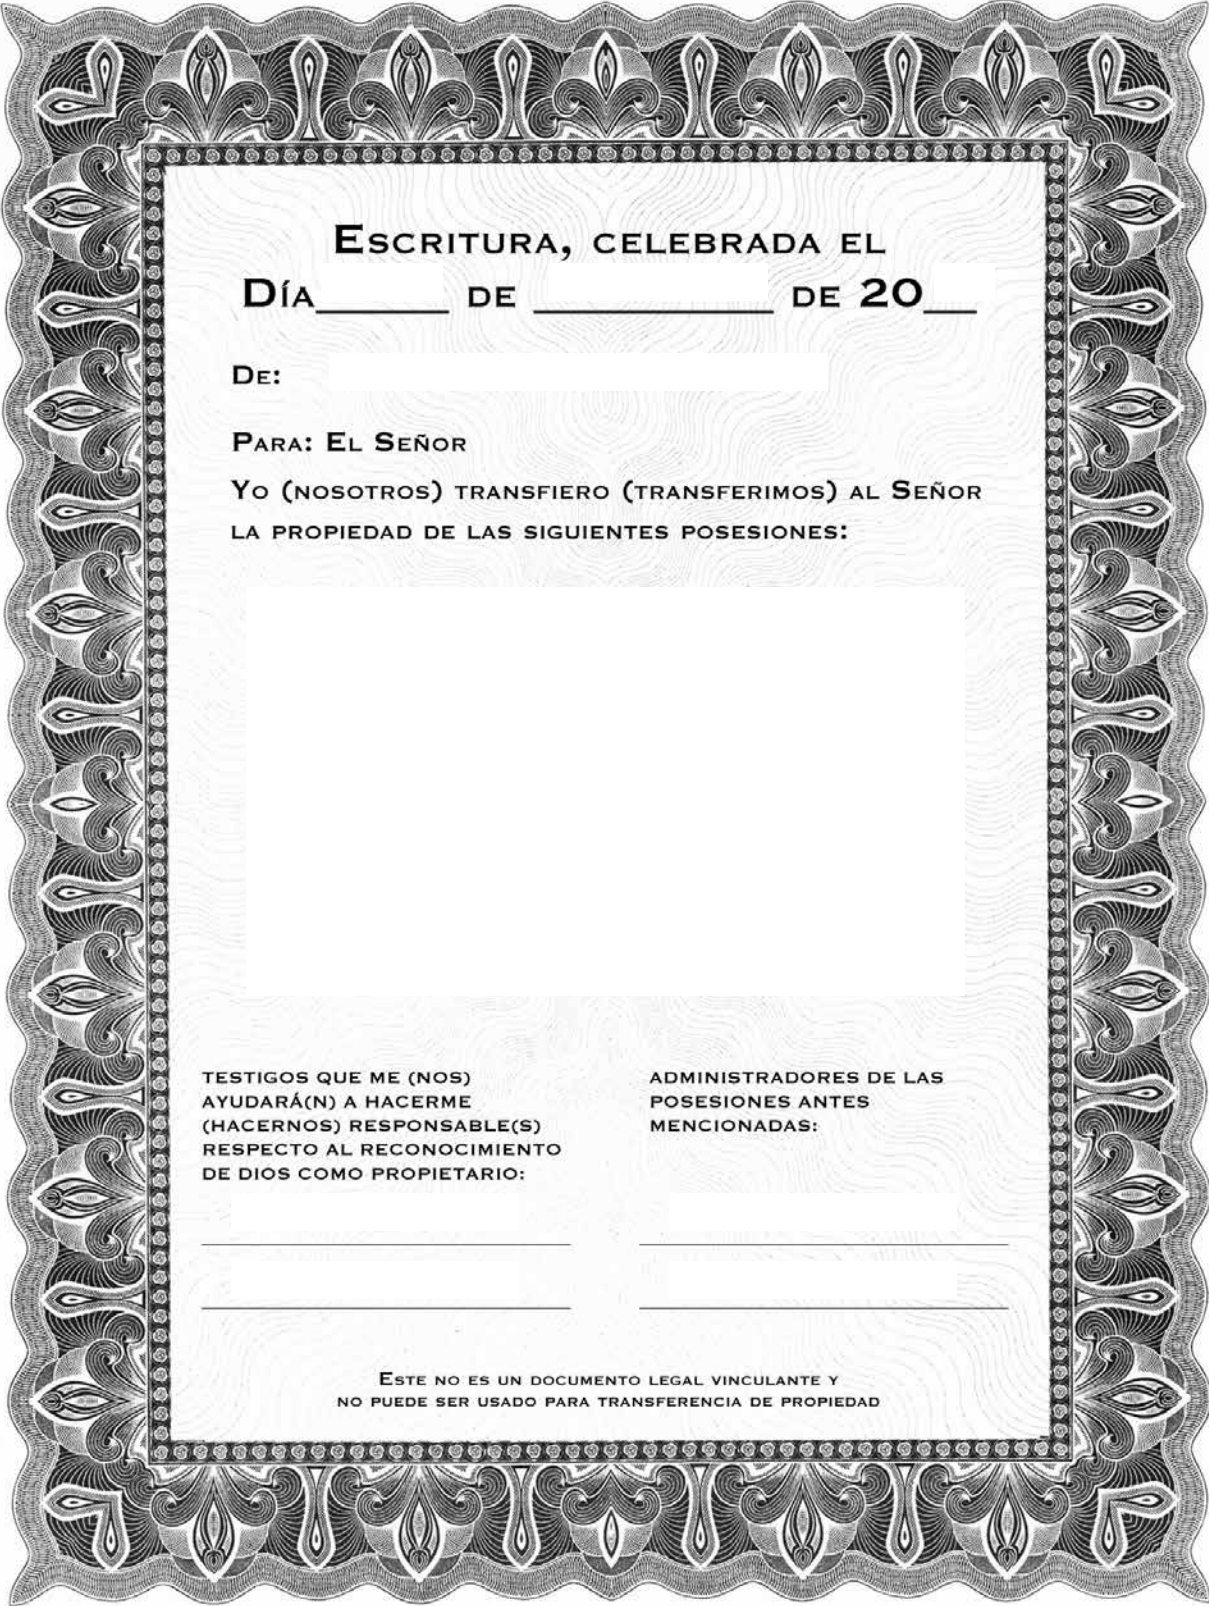 Escritura, celebrada el
Día______ de __________ de 20__
De:
Para: El Señor
Yo (nosotros) transfiero (transferimos) al Señor
la propiedad de las siguientes posesiones:
TESTIGOS QUE ME (NOS)
AYUDARÁ(N) A HACERME
(HACERNOS) RESPONSABLE(S)
RESPECTO AL RECONOCIMIENTO
DE DIOS COMO PROPIETARIO:
ADMINISTRADORES DE LAS
POSESIONES ANTES
MENCIONADAS:
Este no es un documento legal vinculante y
no puede ser usado para transferencia de propiedad